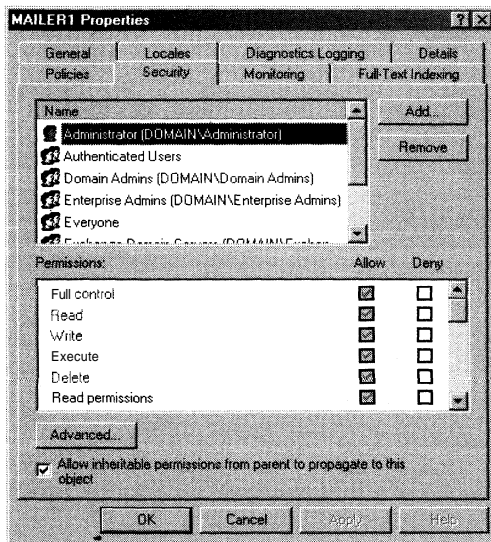 MAILER1 Properties
General Locales Diagnostics Logging Details
Policies Security Monitoring Full-Text Indexing
Name
Add...
Administrator (DOMAIN\Administrator)
Remove
Authenticated Users
Domain Admins (DOMAIN\Domain Admins)
Enterprise Admins (DOMAIN\Enterprise Admins)
Everyone
Permissions: Allow Deny
Full control
Read
Write
Execute
Delete
Read permissions
Advanced...
Allow inheritable permissions from parent to propagate to this
object
OK Cancel Apply Help